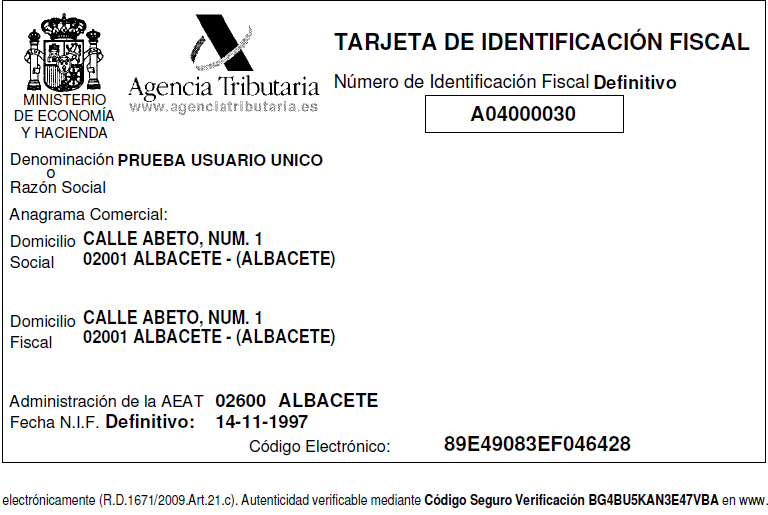 MINISTERIO
DE ECONOMÍA
Y HACIENDA
Agencia Tributaria
www.agenciatributaria.es
TARJETA DE IDENTIFICACIÓN FISCAL
Número de Identificación Fiscal Definitivo
A04000030
Denominación PRUEBA USUARIO UNICO
o
Razón Social
Anagrama Comercial:
Domicilio CALLE ABETO, NUM. 1
Social 02001 ALBACETE - (ALBACETE)
Domicilio CALLE ABETO, NUM. 1
Fiscal 02001 ALBACETE - (ALBACETE)
Administración de la AEAT 02600 ALBACETE
Fecha N.I.F. Definitivo: 14-11-1997
Código Electrónico: 89E49083EF046428
electrónicamente (R.D.1671/2009.Art.21.c). Autenticidad verificable mediante Código Seguro Verificación BG4BU5KAN3E47VBA en www.